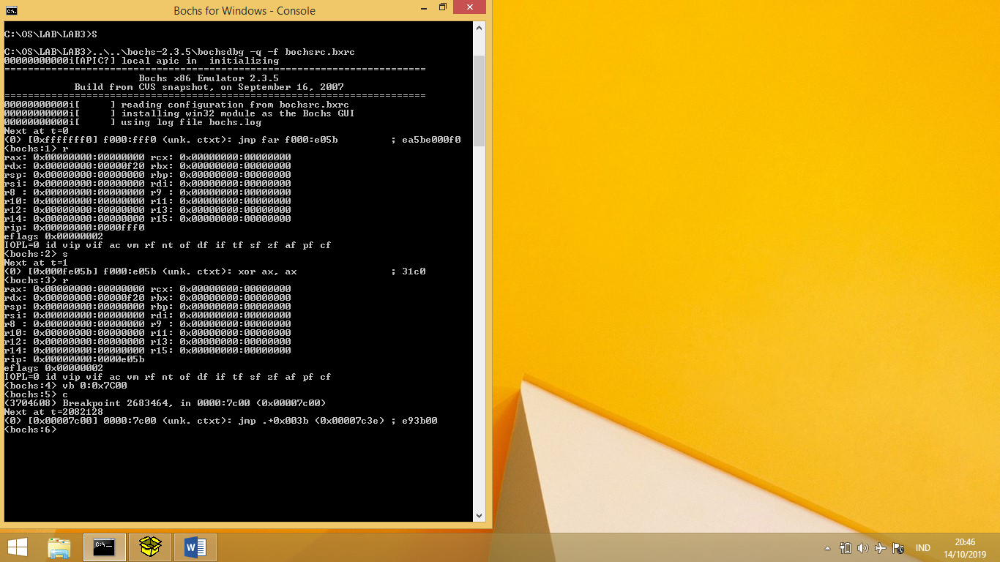 Bochs for Windows - Console
C:\OS\LAB\LAB3>S
C:\OS\LAB\LAB3>..\..\bochs-2.3.5\bochsdbg -q -f bochsrc.bxrc
00000000000i[APIC?] local apic in  initializing
========================================================================
Bochs x86 Emulator 2.3.5
Build from CVS snapshot, on September 16, 2007
========================================================================
00000000000i[     ] reading configuration from bochsrc.bxrc
00000000000i[     ] installing win32 module as the Bochs GUI
00000000000i[     ] using log file bochs.log
Next at t=0
(0) [0xfffffff0] f000:fff0 (unk. ctxt): jmp far f000:e05b         ; ea5be000f0
<bochs:1> r
rax: 0x00000000:00000000 rcx: 0x00000000:00000000
rdx: 0x00000000:00000f20 rbx: 0x00000000:00000000
rsp: 0x00000000:00000000 rbp: 0x00000000:00000000
rsi: 0x00000000:00000000 rdi: 0x00000000:00000000
r8 : 0x00000000:00000000 r9 : 0x00000000:00000000
r10: 0x00000000:00000000 r11: 0x00000000:00000000
r12: 0x00000000:00000000 r13: 0x00000000:00000000
r14: 0x00000000:00000000 r15: 0x00000000:00000000
rip: 0x00000000:0000fff0
eflags 0x00000002
IOPL=0 id vip vif ac vm rf nt of df if tf sf zf af pf cf
<bochs:2> s
Next at t=1
(0) [0x000fe05b] f000:e05b (unk. ctxt): xor ax, ax                ; 31c0
<bochs:3> r
rax: 0x00000000:00000000 rcx: 0x00000000:00000000
rdx: 0x00000000:00000f20 rbx: 0x00000000:00000000
rsp: 0x00000000:00000000 rbp: 0x00000000:00000000
rsi: 0x00000000:00000000 rdi: 0x00000000:00000000
r8 : 0x00000000:00000000 r9 : 0x00000000:00000000
r10: 0x00000000:00000000 r11: 0x00000000:00000000
r12: 0x00000000:00000000 r13: 0x00000000:00000000
r14: 0x00000000:00000000 r15: 0x00000000:00000000
rip: 0x00000000:0000e05b
eflags 0x00000002
IOPL=0 id vip vif ac vm rf nt of df if tf sf zf af pf cf
<bochs:4> vb 0:0x7C00
<bochs:5> c
(3704608) Breakpoint 2683464, in 0000:7c00 (0x00007c00)
Next at t=2082128
(0) [0x00007c00] 0000:7c00 (unk. ctxt): jmp .+0x003b (0x00007c3e) ; e93b00
<bochs:6>
IND
20:46
14/10/2019